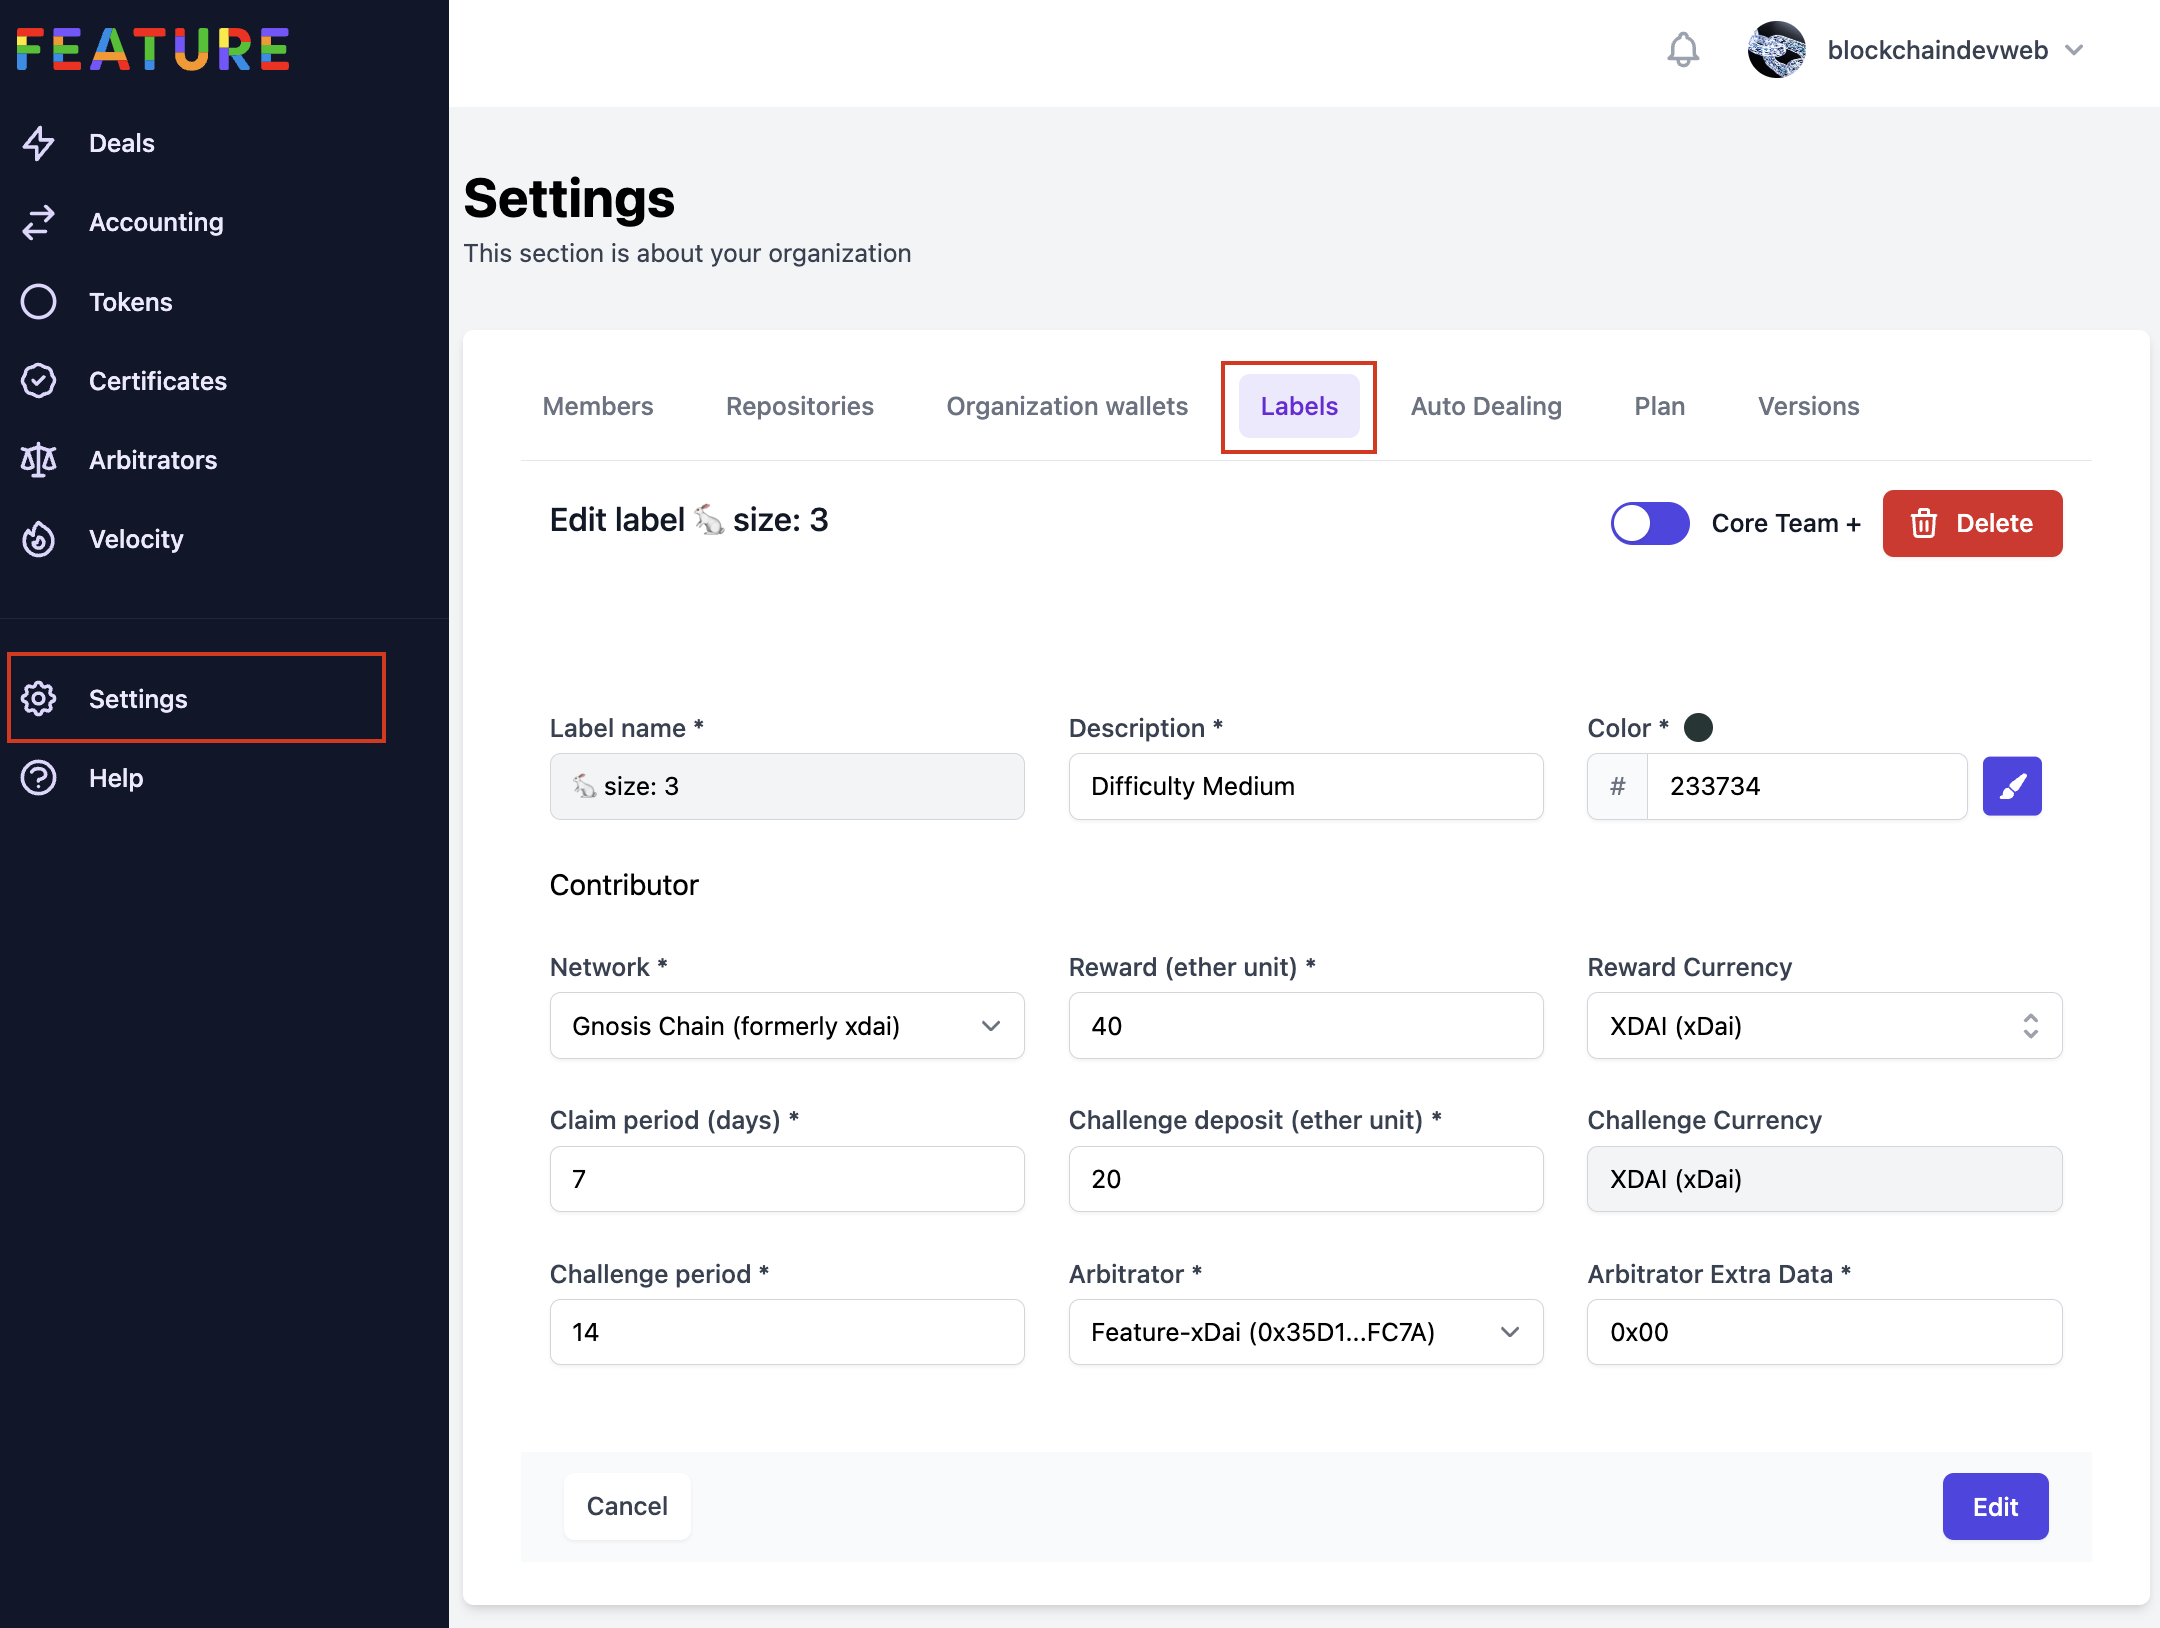 FEATURE
blockchaindevweb
Deals
Accounting
Tokens
Certificates
Arbitrators
Velocity
Settings
Help
Settings
This section is about your organization
Members Repositories Organization wallets Labels Auto Dealing Plan Versions
Edit label 🐇 size: 3 Core Team + Delete
Label name * Description * Color *
🐇 size: 3 Difficulty Medium # 233734
Contributor
Network * Reward (ether unit) * Reward Currency
Gnosis Chain (formerly xdai) 40 XDAI (xDai)
Claim period (days) * Challenge deposit (ether unit) * Challenge Currency
7 20 XDAI (xDai)
Challenge period * Arbitrator * Arbitrator Extra Data *
14 Feature-xDai (0x35D1...FC7A) 0x00
Cancel Edit